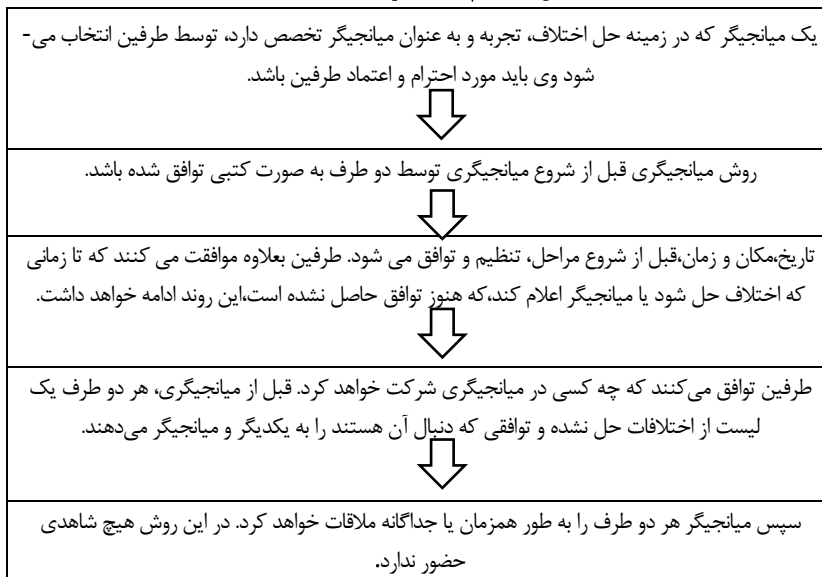 یک میانجیگر که در زمینه حل اختلاف، تجربه و به عنوان میانجیگر تخصص دارد، توسط طرفین انتخاب می-
شود وی باید مورد احترام و اعتماد طرفین باشد.
روش میانجیگری قبل از شروع میانجیگری توسط دو طرف به صورت کتبی توافق شده باشد.
تاریخ،مکان و زمان،قبل از شروع مراحل، تنظیم و توافق می شود. طرفین بعلاوه موافقت می کنند که تا زمانی
که اختلاف حل شود یا میانجیگر اعلام کند،که هنوز توافق حاصل نشده است،این روند ادامه خواهد داشت.
طرفین توافق می‌کنند که چه کسی در میانجیگری شرکت خواهد کرد. قبل از میانجیگری، هر دو طرف یک
لیست از اختلافات حل نشده و توافقی که دنبال آن هستند را به یکدیگر و میانجیگر می‌دهند.
سپس میانجیگر هر دو طرف را به طور همزمان یا جداگانه ملاقات خواهد کرد. در این روش هیچ شاهدی
حضور ندارد.